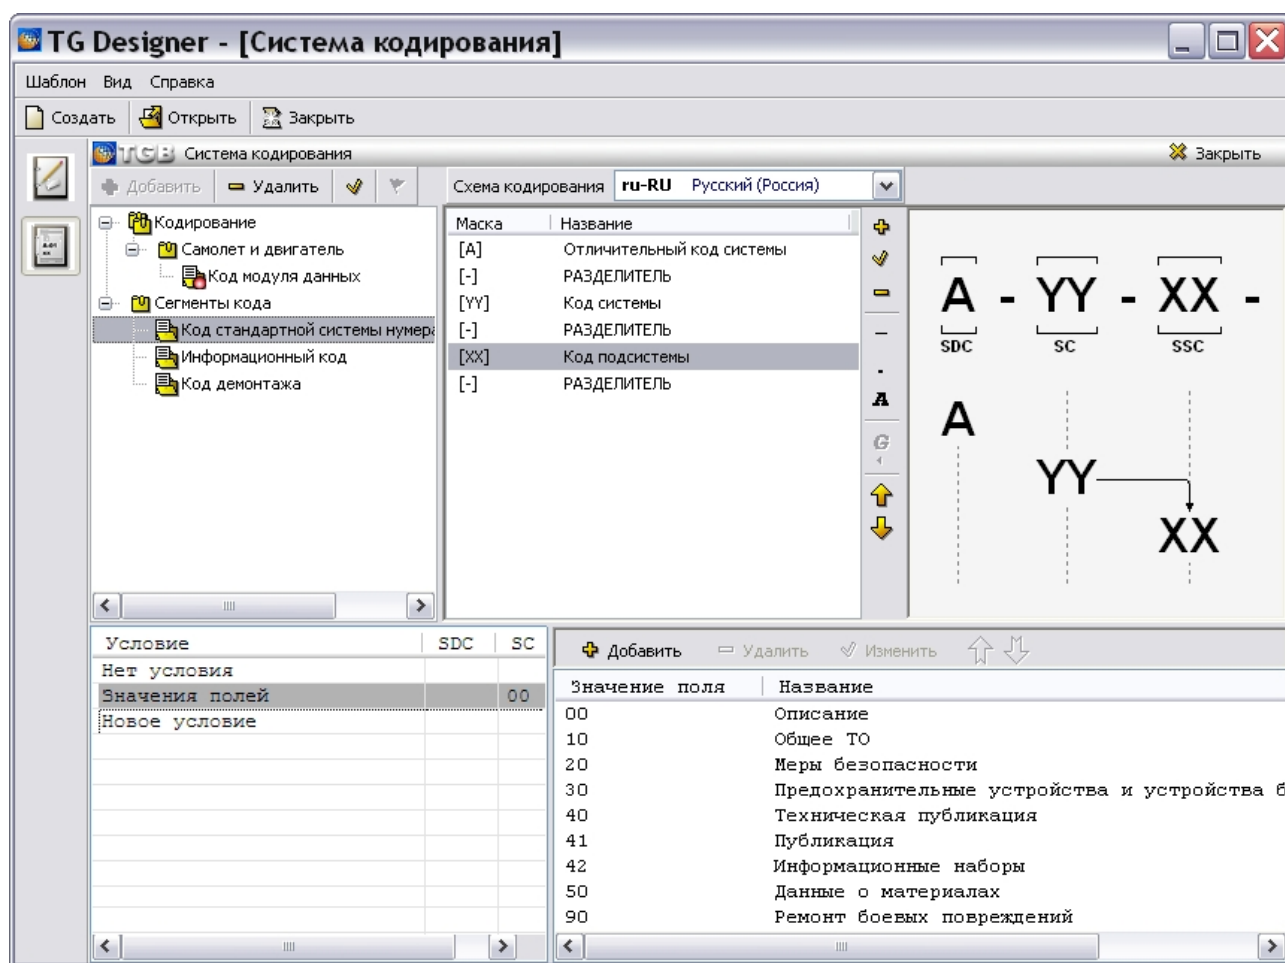 TG Designer - [Система кодирования]
Шаблон Вид Справка
Создать Открыть Закрыть
TGB Система кодирования Закрыть
Добавить Удалить Схема кодирования ru-RU Русский (Россия)
Кодирование
Самолет и двигатель
Код модуля данных
Сегменты кода
Код стандартной системы нумера
Информационный код
Код демонтажа
Маска Название
[A] Отличительный код системы
[-] РАЗДЕЛИТЕЛЬ
[YY] Код системы
[-] РАЗДЕЛИТЕЛЬ
[XX] Код подсистемы
[-] РАЗДЕЛИТЕЛЬ
A
G
A - YY - XX -
SDC SC SSC
A
YY
XX
Условие SDC SC
Нет условия
Значения полей 00
Новое условие
Добавить Удалить Изменить
Значение поля Название
00 Описание
10 Общее ТО
20 Меры безопасности
30 Предохранительные устройства и устройства б
40 Техническая публикация
41 Публикация
42 Информационные наборы
50 Данные о материалах
90 Ремонт боевых повреждений